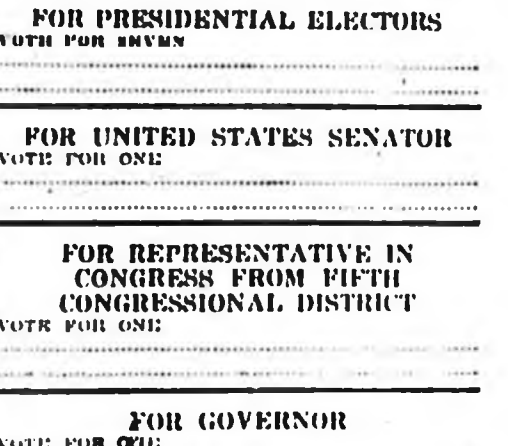 FOR PRESIDENTIAL ELECTORS
VOTE FOR SEVEN
FOR UNITED STATES SENATOR
VOTE FOR ONE
FOR REPRESENTATIVE IN
CONGRESS FROM FIFTH
CONGRESSIONAL DISTRICT
VOTE FOR ONE
FOR GOVERNOR
VOTE FOR ONE